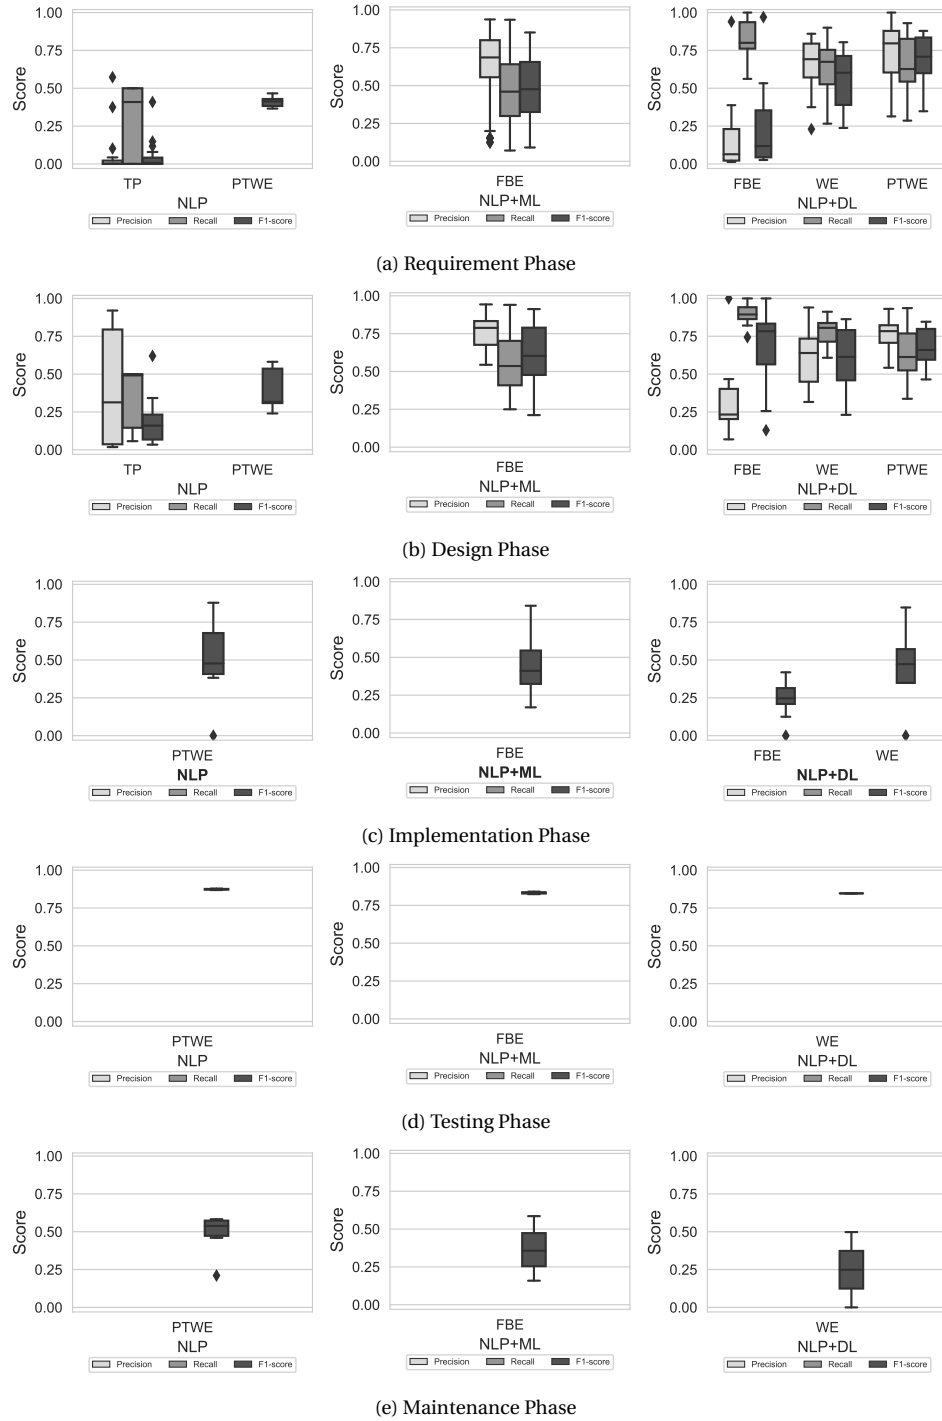 1.00
0.75
0.50
0.25
0.00
Score
TP PTWE
NLP
Precision Recall F1-score
1.00
0.75
0.50
0.25
0.00
Score
FBE
NLP+ML
Precision Recall F1-score
1.00
0.75
0.50
0.25
0.00
Score
FBE WE PTWE
NLP+DL
Precision Recall F1-score
(a) Requirement Phase
1.00
0.75
0.50
0.25
0.00
Score
TP PTWE
NLP
Precision Recall F1-score
1.00
0.75
0.50
0.25
0.00
Score
FBE
NLP+ML
Precision Recall F1-score
1.00
0.75
0.50
0.25
0.00
Score
FBE WE PTWE
NLP+DL
Precision Recall F1-score
(b) Design Phase
1.00
0.75
0.50
0.25
0.00
Score
PTWE
NLP
Precision Recall F1-score
1.00
0.75
0.50
0.25
0.00
Score
FBE
NLP+ML
Precision Recall F1-score
1.00
0.75
0.50
0.25
0.00
Score
FBE WE
NLP+DL
Precision Recall F1-score
(c) Implementation Phase
1.00
0.75
0.50
0.25
0.00
Score
PTWE
NLP
Precision Recall F1-score
1.00
0.75
0.50
0.25
0.00
Score
FBE
NLP+ML
Precision Recall F1-score
1.00
0.75
0.50
0.25
0.00
Score
WE
NLP+DL
Precision Recall F1-score
(d) Testing Phase
1.00
0.75
0.50
0.25
0.00
Score
PTWE
NLP
Precision Recall F1-score
1.00
0.75
0.50
0.25
0.00
Score
FBE
NLP+ML
Precision Recall F1-score
1.00
0.75
0.50
0.25
0.00
Score
WE
NLP+DL
Precision Recall F1-score
(e) Maintenance Phase